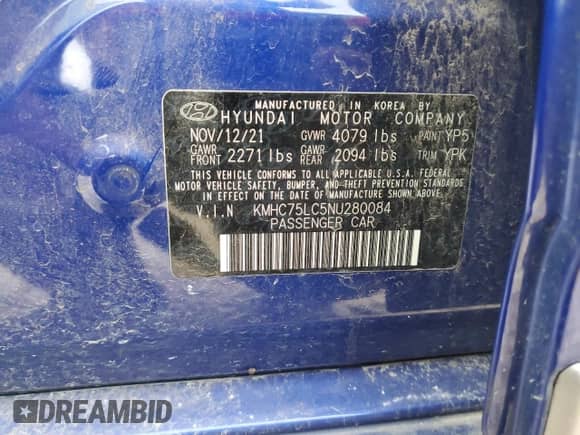 MANUFACTURED IN KOREA BY
HYUNDAI MOTOR COMPANY
NOV/12/21 GVWR 4079 lbs PAINT YP5
GAWR FRONT 2271 lbs GAWR REAR 2094 lbs TRIM YPK
THIS VEHICLE CONFORMS TO ALL APPLICABLE U.S.A. FEDERAL
MOTOR VEHICLE SAFETY, BUMPER, AND THEFT PREVENTION
STANDARDS IN EFFECT ON THE DATE OF MANUFACTURE SHOWN
ABOVE.
V.I.N KMHC75LC5NU280084
PASSENGER CAR
DREAMBID